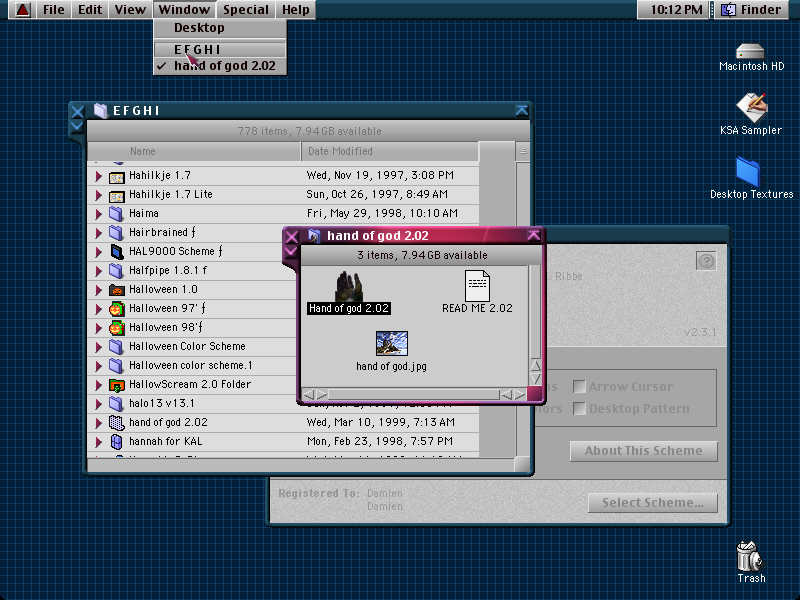 File Edit View Window Special Help 10:12 PM Finder
Desktop
E F G H I
✓ hand of god 2.02
Macintosh HD
KSA Sampler
Desktop Textures
E F G H I
778 items, 7.94 GB available
Name Date Modified
Hahilkje 1.7 Wed, Nov 19, 1997, 3:08 PM
Hahilkje 1.7 Lite Sun, Oct 26, 1997, 8:49 AM
Haima Fri, May 29, 1998, 10:10 AM
Hairbrained ƒ
HAL9000 Scheme ƒ
Halfpipe 1.8.1 f
Halloween 1.0
Halloween 97' ƒ
Halloween 98' ƒ
Halloween Color Scheme
Halloween color scheme.1
HallowScream 2.0 Folder
halo13 v13.1
hand of god 2.02 Wed, Mar 10, 1999, 7:13 AM
hannah for KAL Mon, Feb 23, 1998, 7:57 PM
hand of god 2.02
3 items, 7.94 GB available
Hand of god 2.02
READ ME 2.02
hand of god.jpg
Ribbe
v2.3.1
Arrow Cursor
Desktop Pattern
About This Scheme
Registered To: Damien
Damien
Select Scheme...
Trash